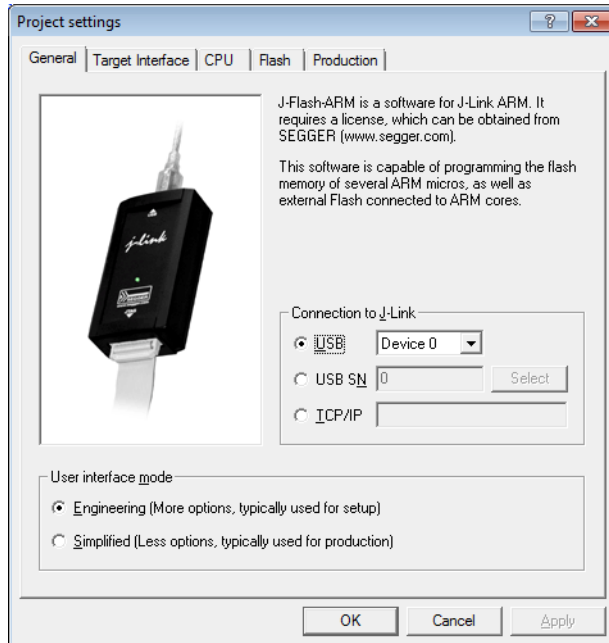 Project settings
General
Target Interface
CPU
Flash
Production
J-Flash-ARM is a software for J-Link ARM. It
requires a license, which can be obtained from
SEGGER (www.segger.com).
This software is capable of programming the flash
memory of several ARM micros, as well as
external Flash connected to ARM cores.
j-link
Connection to J-Link
USB
Device 0
USB SN
0
Select
TCP/IP
User interface mode
Engineering (More options, typically used for setup)
Simplified (Less options, typically used for production)
OK
Cancel
Apply